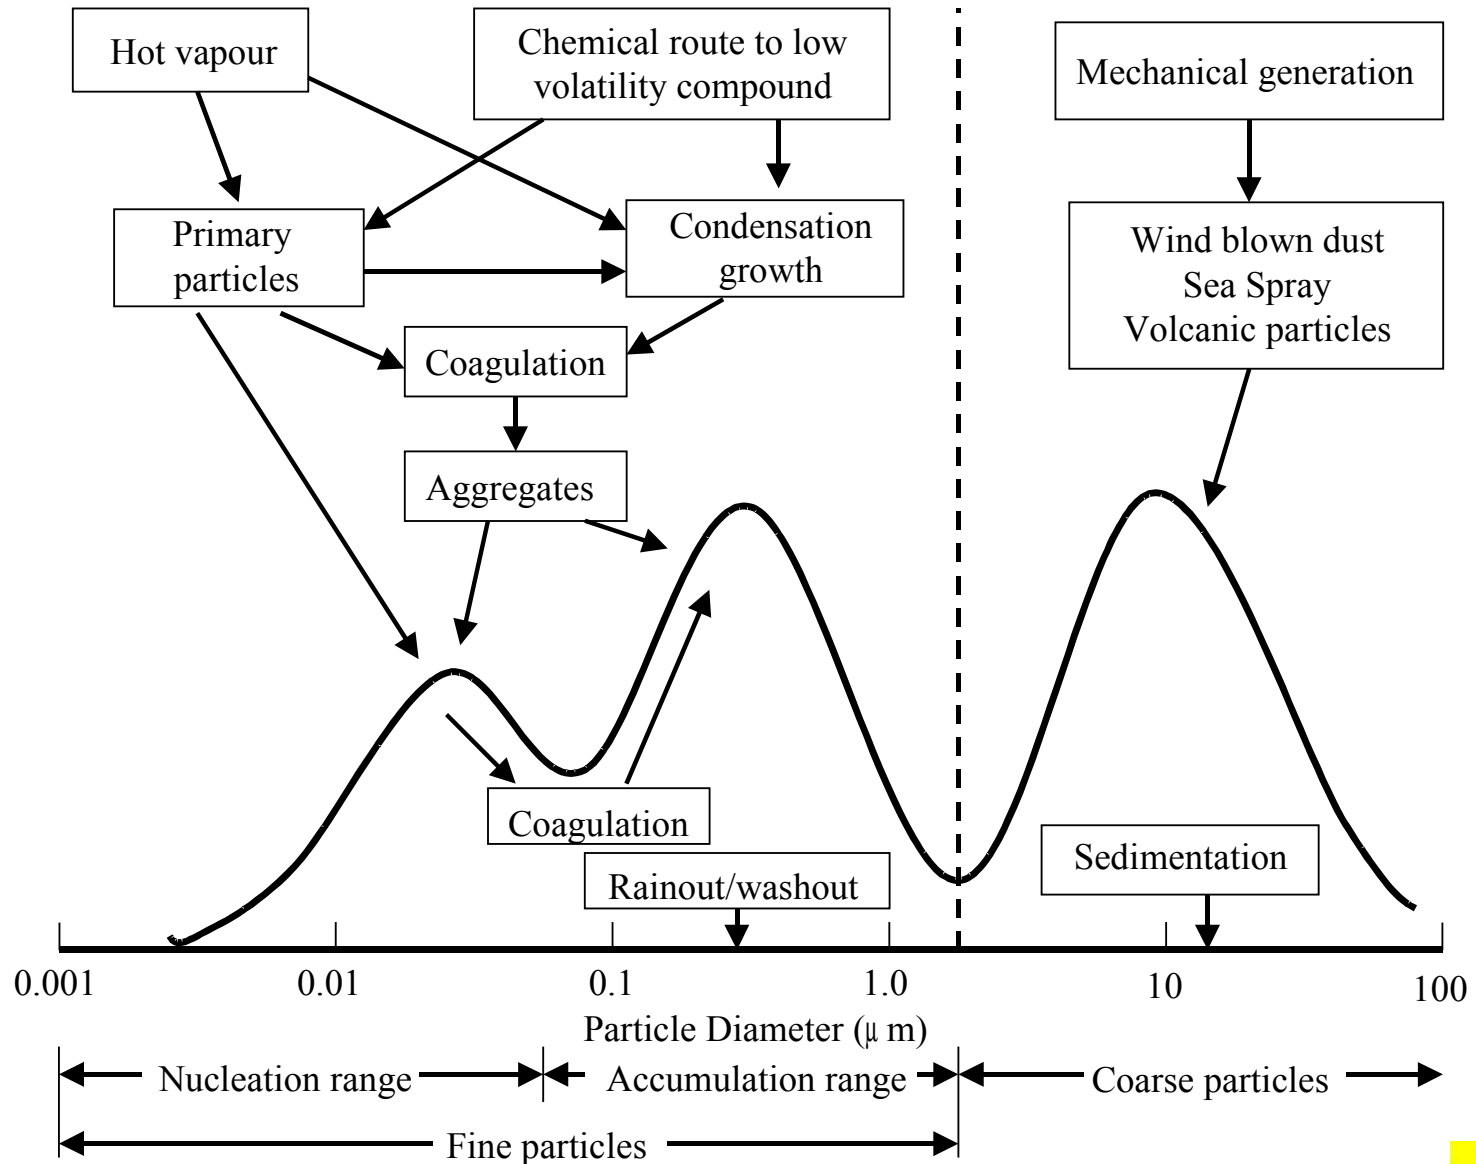 Hot vapour
Chemical route to low
volatility compound
Mechanical generation
Primary
particles
Condensation
growth
Wind blown dust
Sea Spray
Volcanic particles
Coagulation
Aggregates
Coagulation
Rainout/washout
Sedimentation
0.001 0.01 0.1 1.0 10 100
Particle Diameter (μ m)
Nucleation range
Accumulation range
Coarse particles
Fine particles